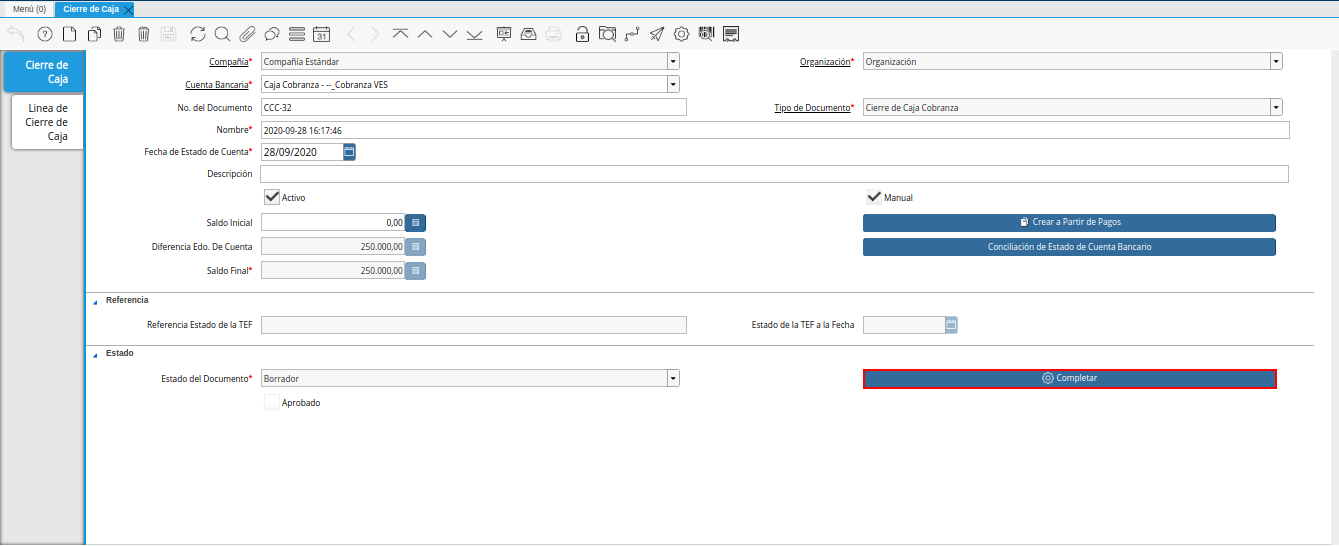 Menú (0)
Cierre de Caja
31
Cierre de
Caja
Linea de
Cierre de
Caja
Compañía* Compañía Estándar
Organización* Organización
Cuenta Bancaria* Caja Cobranza - --_Cobranza VES
No. del Documento CCC-32
Tipo de Documento* Cierre de Caja Cobranza
Nombre* 2020-09-28 16:17:46
Fecha de Estado de Cuenta* 28/09/2020
Descripción
Activo
Manual
Saldo Inicial 0,00
Crear a Partir de Pagos
Diferencia Edo. De Cuenta 250.000,00
Conciliación de Estado de Cuenta Bancario
Saldo Final* 250.000,00
Referencia
Referencia Estado de la TEF
Estado de la TEF a la Fecha
Estado
Estado del Documento* Borrador
Completar
Aprobado